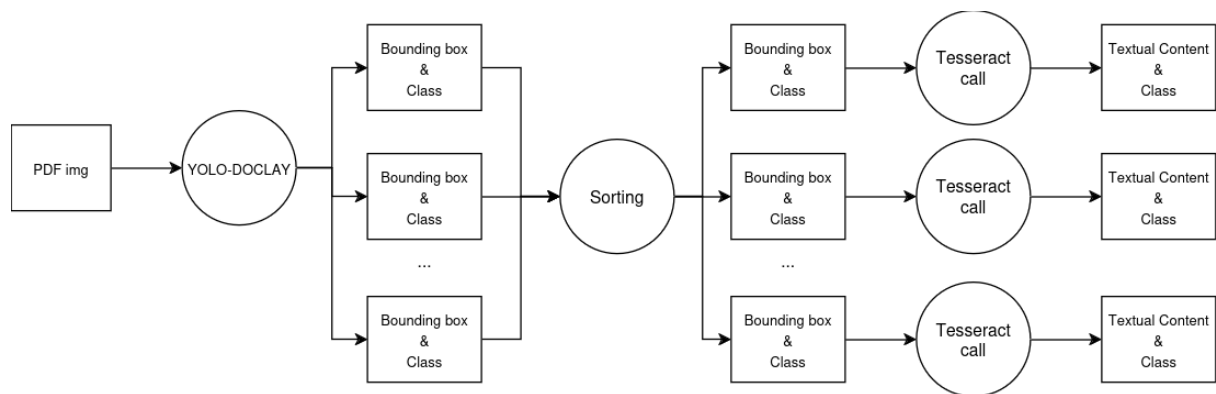 PDF img
YOLO-DOCLAY
Bounding box
&
Class
Bounding box
&
Class
...
Bounding box
&
Class
Sorting
Bounding box
&
Class
Bounding box
&
Class
...
Bounding box
&
Class
Tesseract
call
Tesseract
call
Tesseract
call
Textual Content
&
Class
Textual Content
&
Class
Textual Content
&
Class